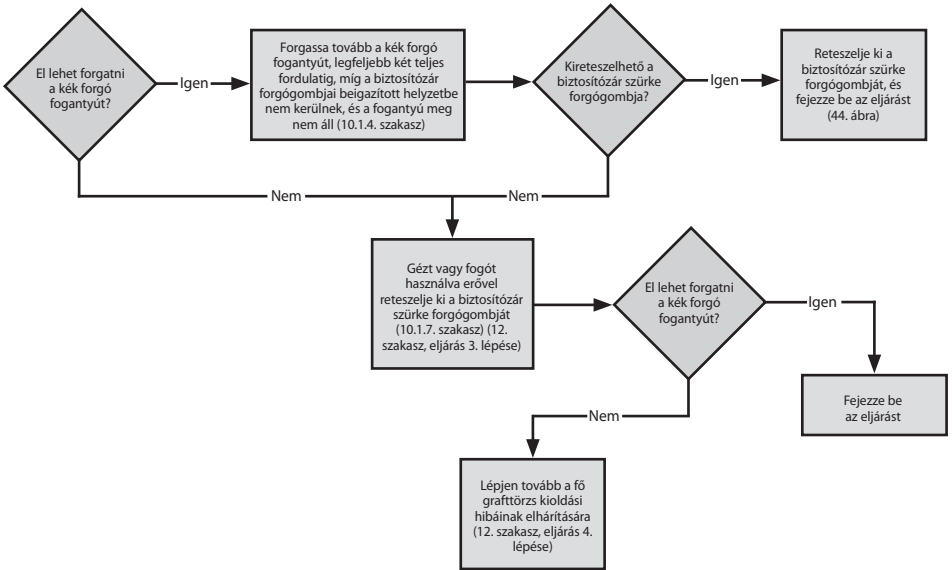 El lehet forgatni
a kék forgó
fogantyút?
Igen
Forgassa tovább a kék forgó
fogantyút, legfeljebb két teljes
fordulatig, míg a biztosítózár
forgógombjai beigazított helyzetbe
nem kerülnek, és a fogantyú meg
nem áll (10.1.4. szakasz)
Kireteszelhető a
biztosítózár szürke
forgógombja?
Igen
Reteszelje ki a
biztosítózár szürke
forgógombját, és
fejezze be az eljárást
(44. ábra)
Nem
Nem
Gézt vagy fogót
használva erővel
reteszelje ki a biztosítózár
szürke forgógombját
(10.1.7. szakasz) (12.
szakasz, eljárás 3. lépése)
El lehet forgatni
a kék forgó
fogantyút?
Igen
Fejezze be
az eljárást
Nem
Lépjen tovább a fő
grafttörzs kioldási
hibáinak elhárítására
(12. szakasz, eljárás 4.
lépése)